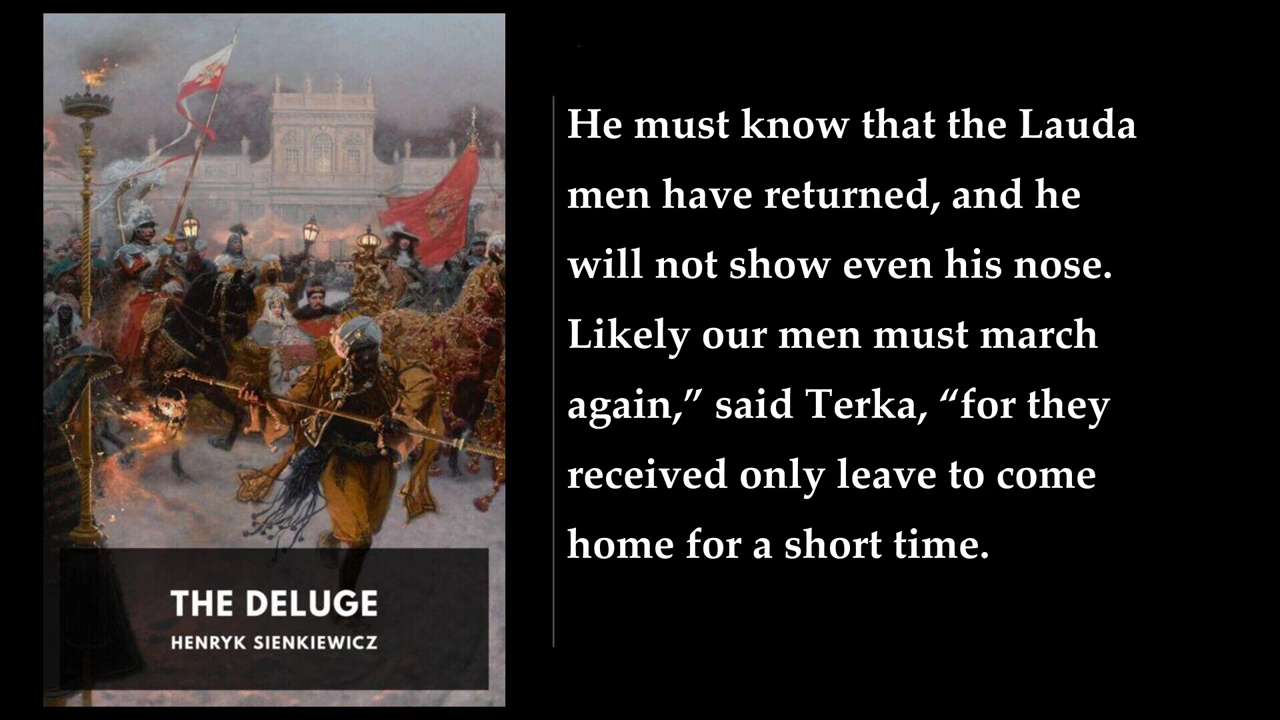 THE DELUGE
HENRYK SIENKIEWICZ
He must know that the Lauda
men have returned, and he
will not show even his nose.
Likely our men must march
again,” said Terka, “for they
received only leave to come
home for a short time.